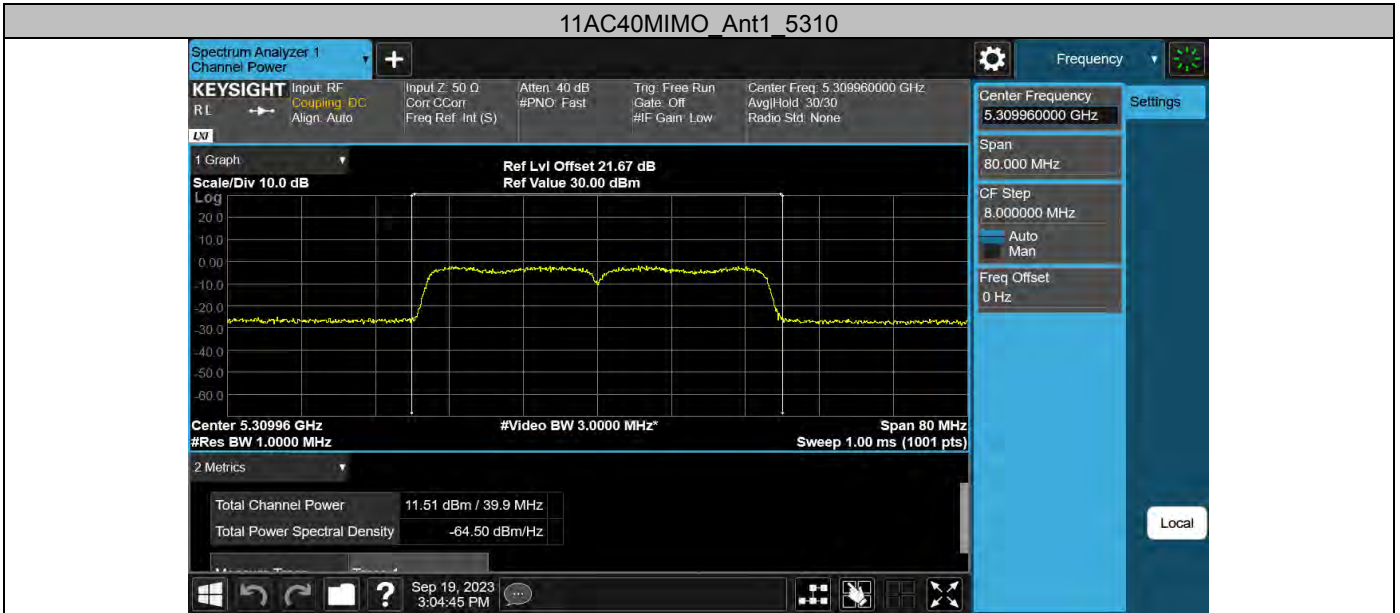 11AC40MIMO_Ant1_5310
Spectrum Analyzer 1
Channel Power
+
Frequency
KEYSIGHT
R L
LXI
Input: RF
Coupling: DC
Align: Auto
Input Z: 50 Ω
Corr CCorr
Freq Ref: Int (S)
Atten: 40 dB
#PNO: Fast
Trig: Free Run
Gate: Off
#IF Gain: Low
Center Freq: 5.309960000 GHz
Avg|Hold: 30/30
Radio Std: None
Center Frequency
5.309960000 GHz
Settings
Span
80.000 MHz
CF Step
8.000000 MHz
Auto
Man
Freq Offset
0 Hz
1 Graph
Scale/Div 10.0 dB
Ref Lvl Offset 21.67 dB
Ref Value 30.00 dBm
Log
20.0
10.0
0.00
-10.0
-20.0
-30.0
-40.0
-50.0
-60.0
Center 5.30996 GHz
#Video BW 3.0000 MHz*
Span 80 MHz
#Res BW 1.0000 MHz
Sweep 1.00 ms (1001 pts)
2 Metrics
Total Channel Power 11.51 dBm / 39.9 MHz
Total Power Spectral Density -64.50 dBm/Hz
Local
?
Sep 19, 2023
3:04:45 PM